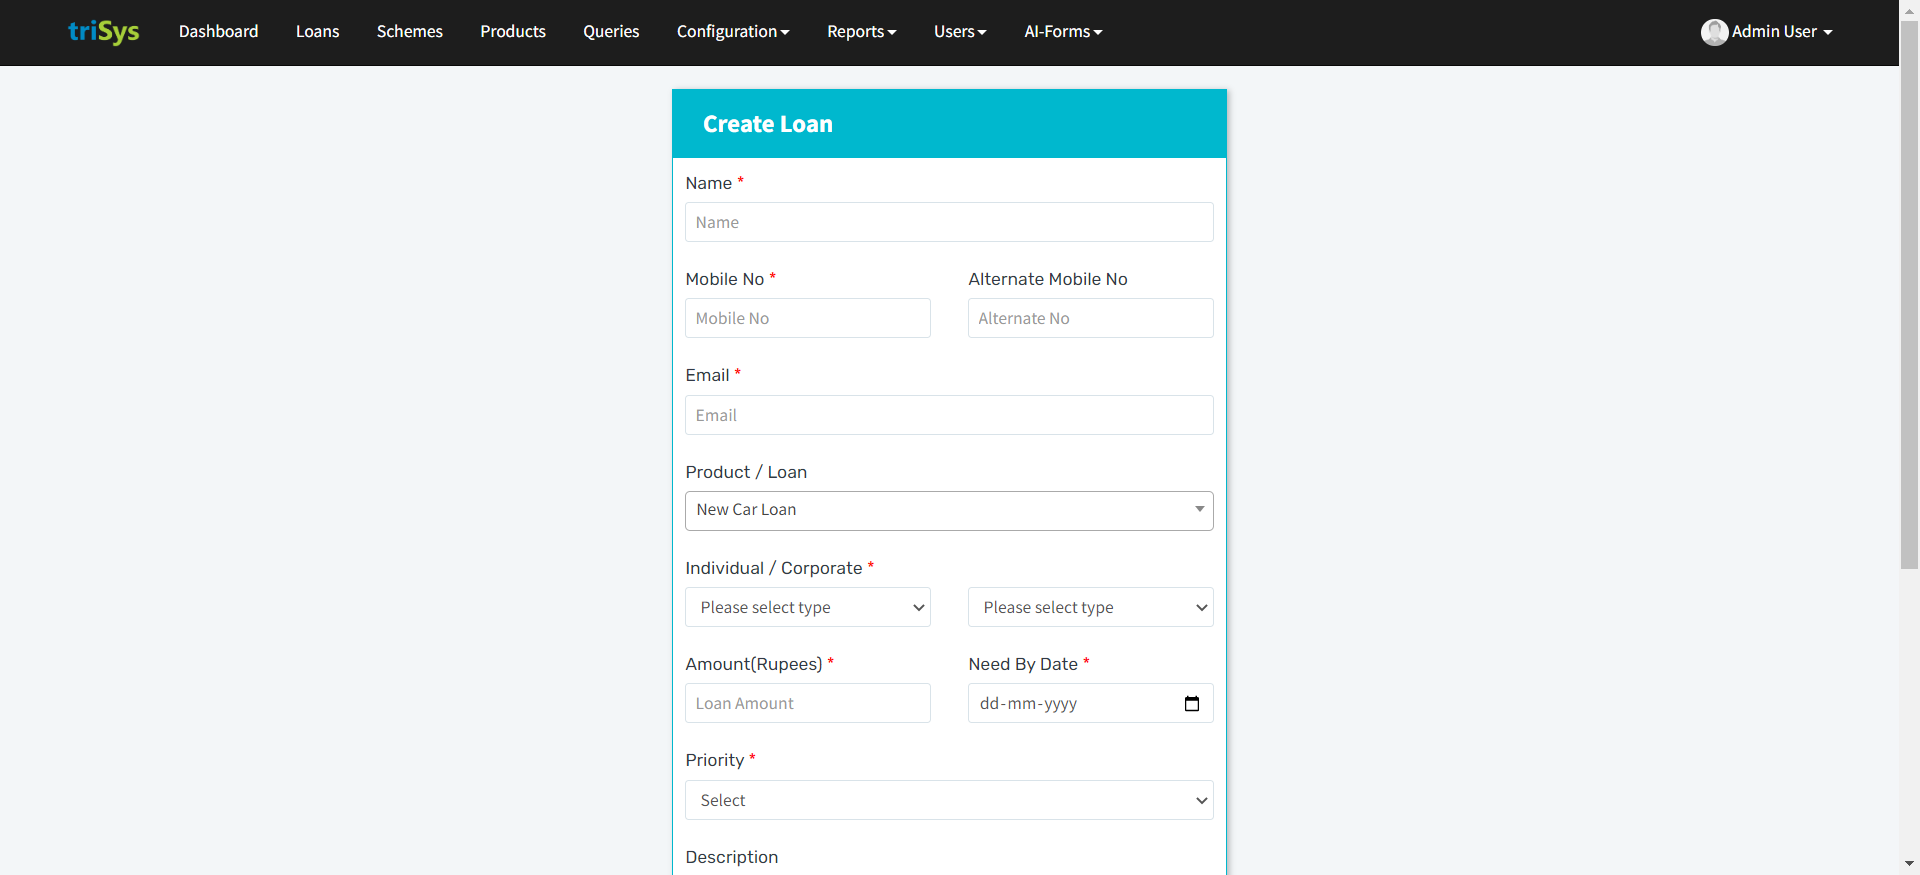 triSys Dashboard Loans Schemes Products Queries Configuration Reports Users AI-Forms Admin User
Create Loan
Name *
Name
Mobile No * Alternate Mobile No
Mobile No Alternate No
Email *
Email
Product / Loan
New Car Loan
Individual / Corporate *
Please select type Please select type
Amount(Rupees) * Need By Date *
Loan Amount dd-mm-yyyy
Priority *
Select
Description